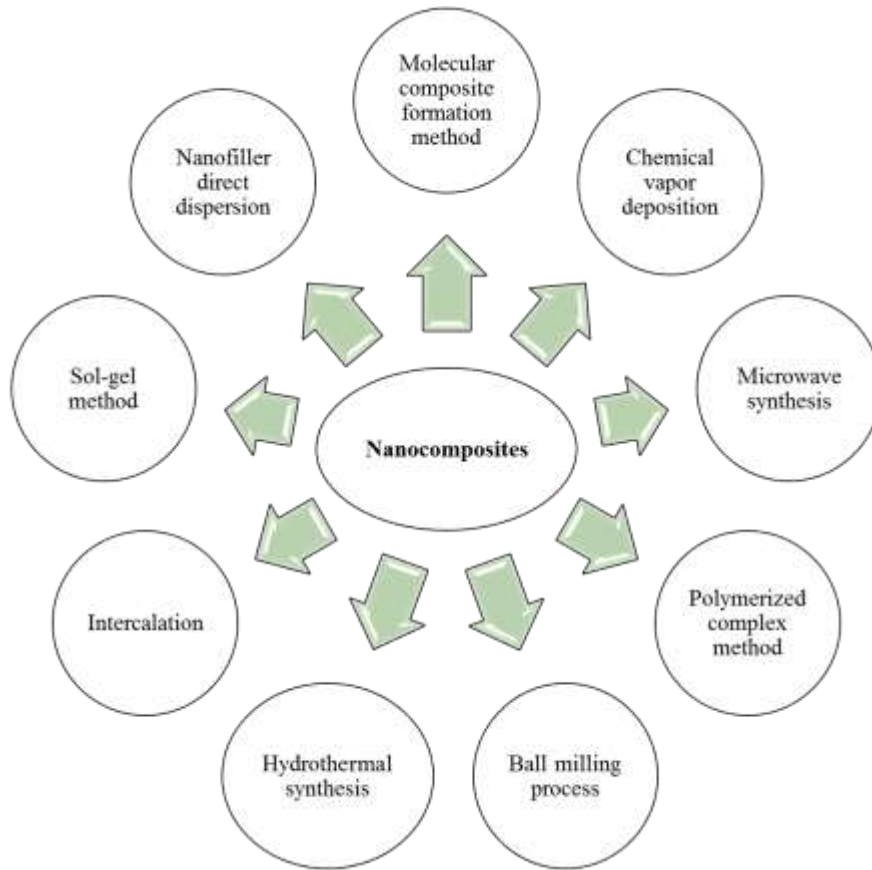 Molecular
composite
formation
method
Chemical
vapor
deposition
Microwave
synthesis
Polymerized
complex
method
Ball milling
process
Hydrothermal
synthesis
Intercalation
Sol-gel
method
Nanofiller
direct
dispersion
Nanocomposites